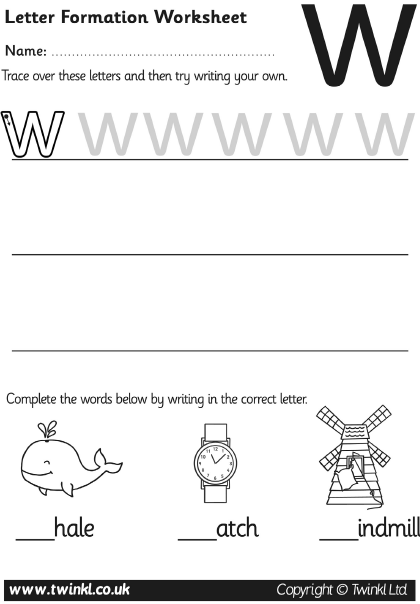 Letter Formation Worksheet
W
Name: ........................................................
Trace over these letters and then try writing your own.
W W W W W W
Complete the words below by writing in the correct letter.
___hale ___atch ___indmill
www.twinkl.co.uk Copyright © Twinkl Ltd.